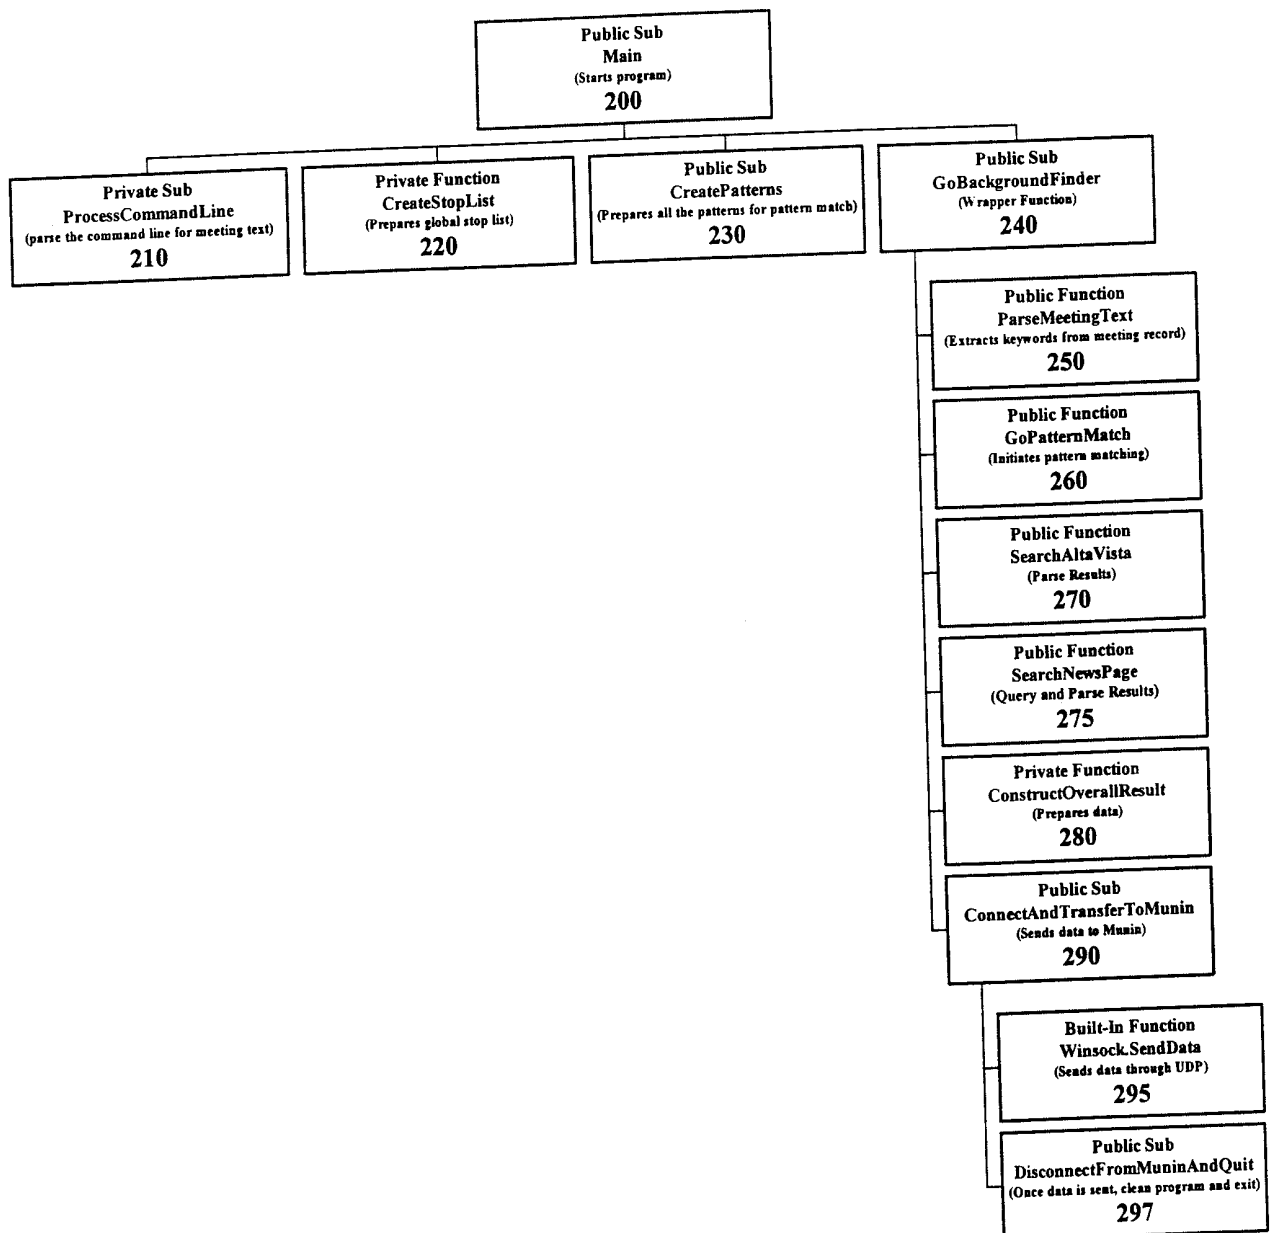 Public Sub
Main
(Starts program)
200
Private Sub
ProcessCommandLine
(parse the command line for meeting text)
210
Private Function
CreateStopList
(Prepares global stop list)
220
Public Sub
CreatePatterns
(Prepares all the patterns for pattern match)
230
Public Sub
GoBackgroundFinder
(Wrapper Function)
240
Public Function
ParseMeetingText
(Extracts keywords from meeting record)
250
Public Function
GoPatternMatch
(Initiates pattern matching)
260
Public Function
SearchAltaVista
(Parse Results)
270
Public Function
SearchNewsPage
(Query and Parse Results)
275
Private Function
ConstructOverallResult
(Prepares data)
280
Public Sub
ConnectAndTransferToMunin
(Sends data to Munin)
290
Built-In Function
Winsock.SendData
(Sends data through UDP)
295
Public Sub
DisconnectFromMuninAndQuit
(Once data is sent, clean program and exit)
297